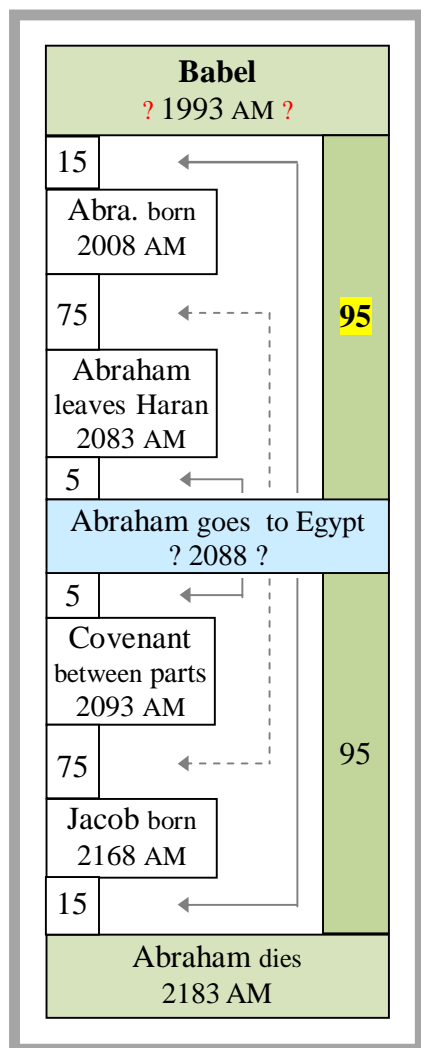 Babel
? 1993 AM ?
15
Abra. born
2008 AM
75
95
Abraham
leaves Haran
2083 AM
5
Abraham goes to Egypt
? 2088 ?
5
Covenant
between parts
2093 AM
75
95
Jacob born
2168 AM
15
Abraham dies
2183 AM